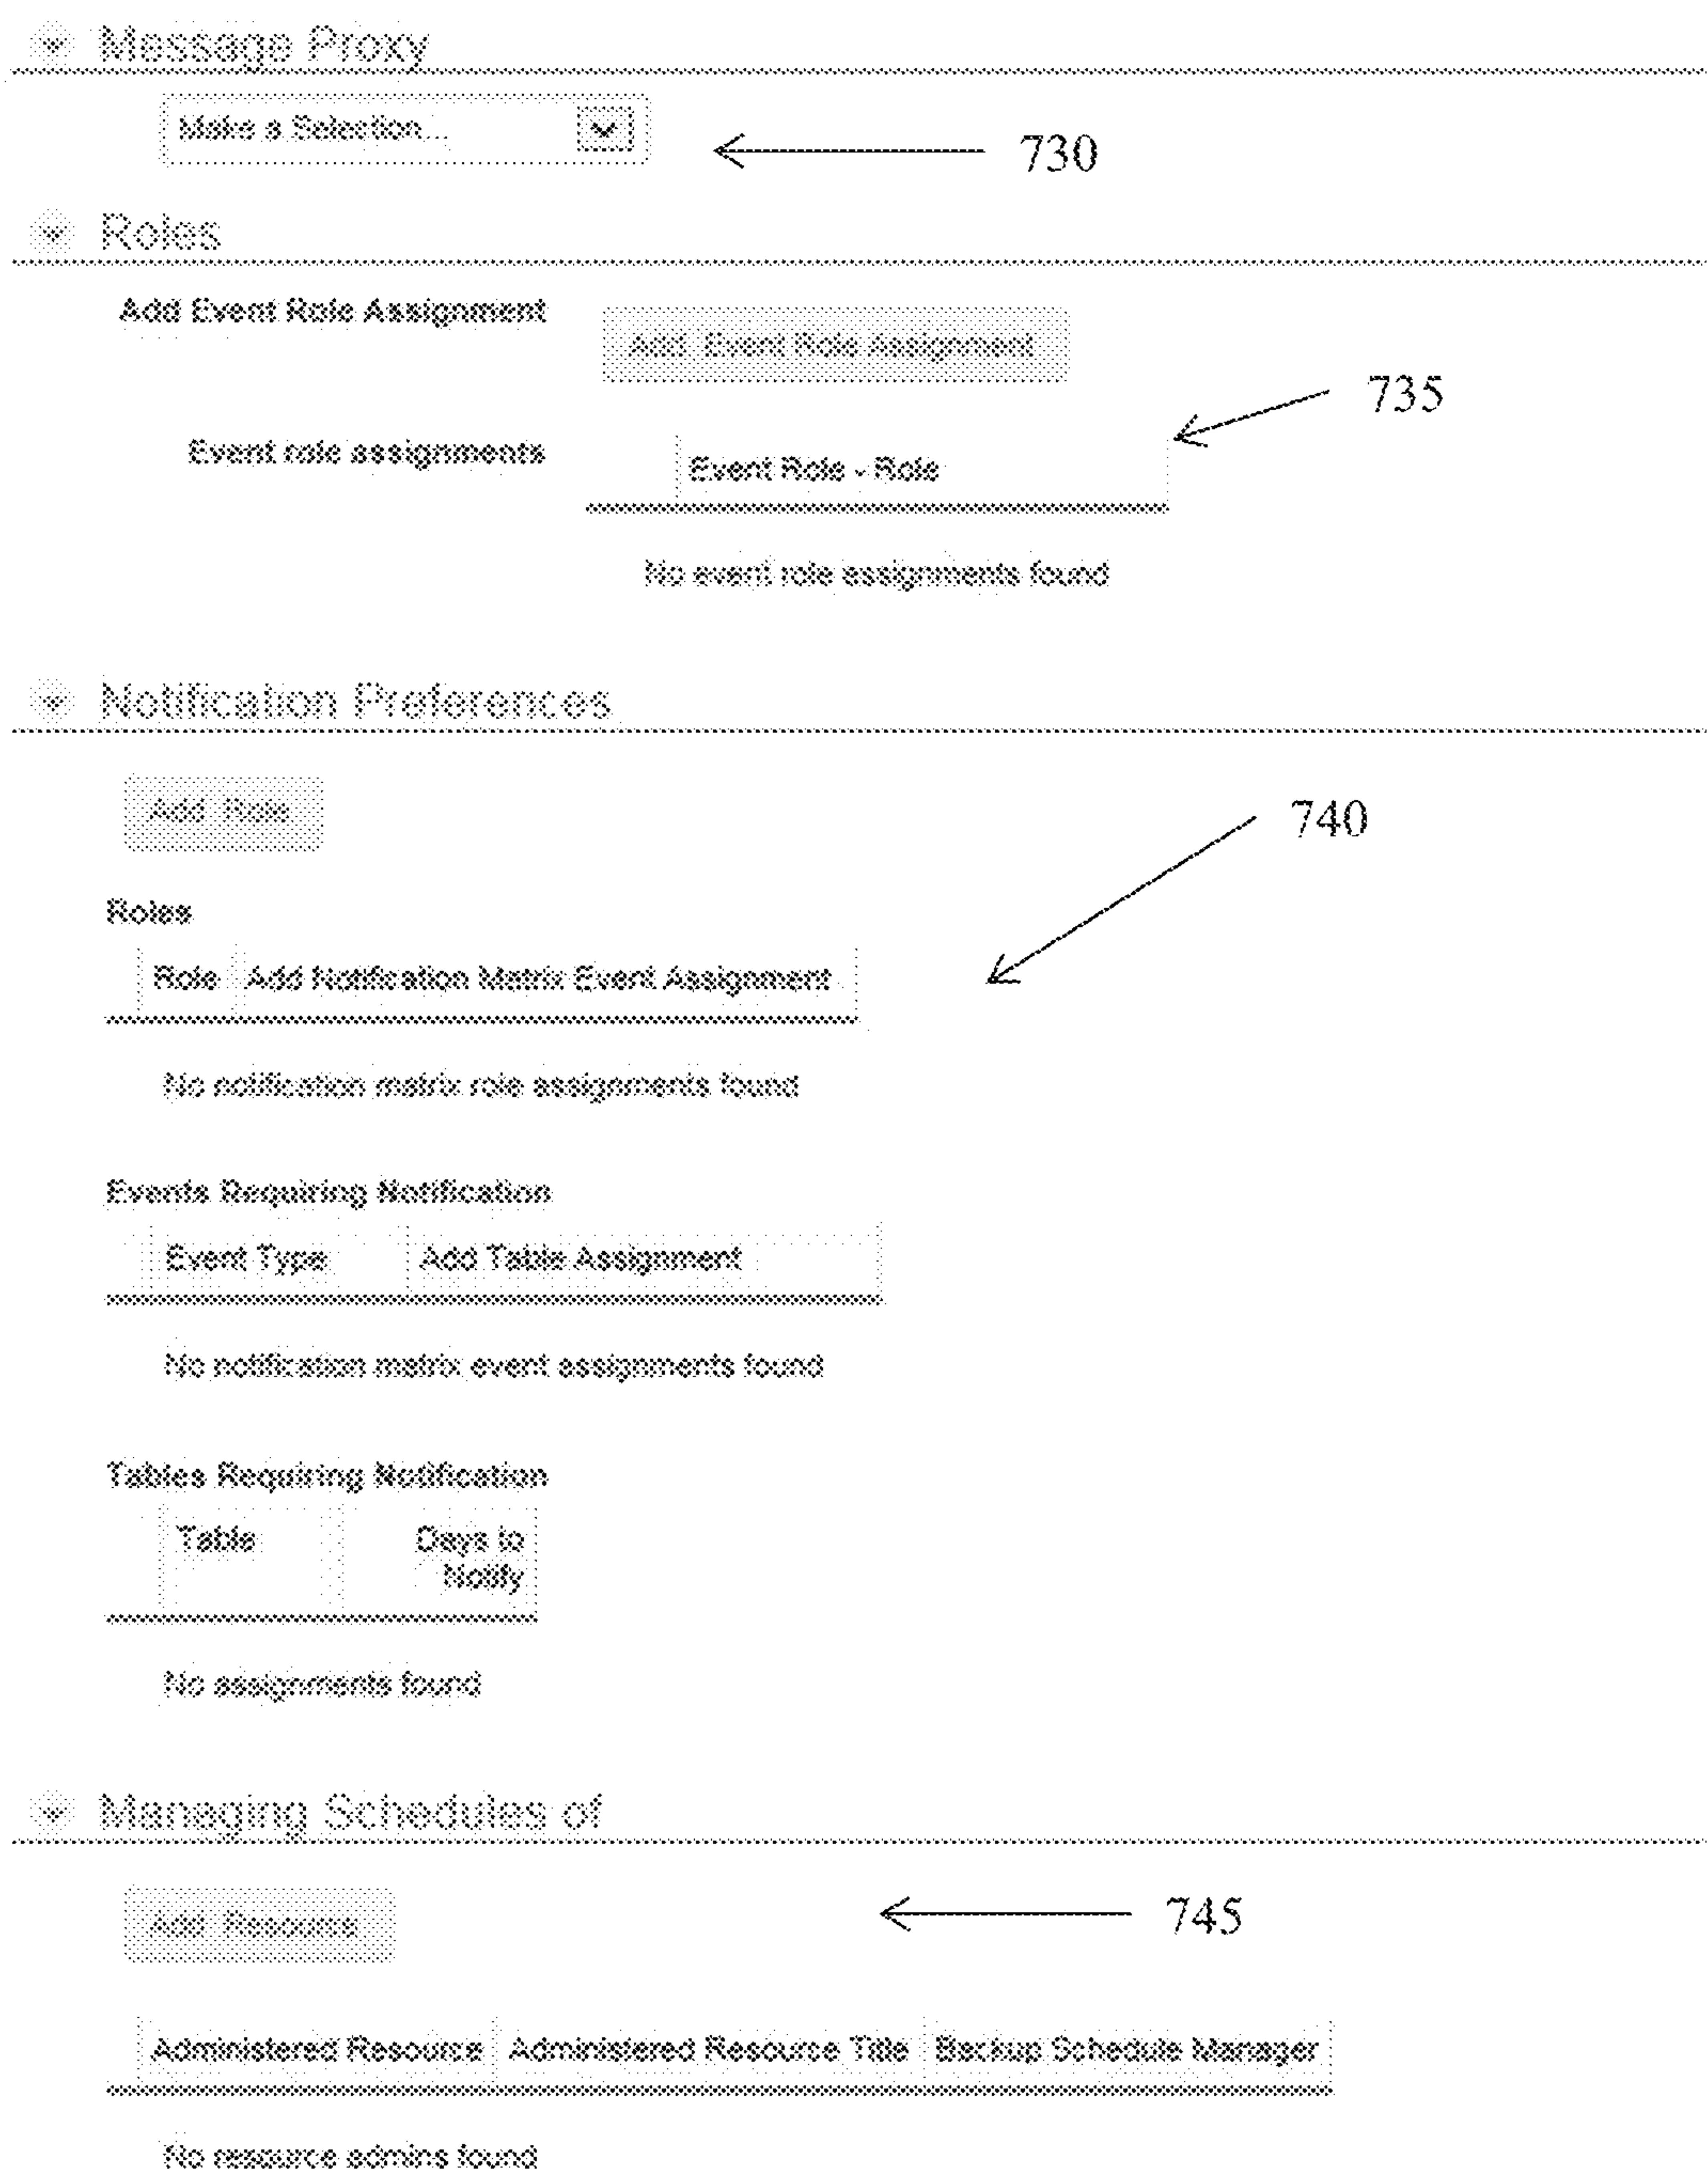 Message Proxy
Make a Selection...
730
Roles
Add Event Role Assignment
Add Event Role Assignment
735
Event role assignments
Event Role - Role
No event role assignments found
Notification Preferences
Add Role
740
Roles
Role Add Notification Matrix Event Assignment
No notification matrix role assignments found
Events Requiring Notification
Event Type Add Table Assignment
No notification matrix event assignments found
Tables Requiring Notification
Table Days to
Notify
No assignments found
Managing Schedules of
Add Resource
745
Administered Resource Administered Resource Title Backup Schedule Manager
No resource admins found